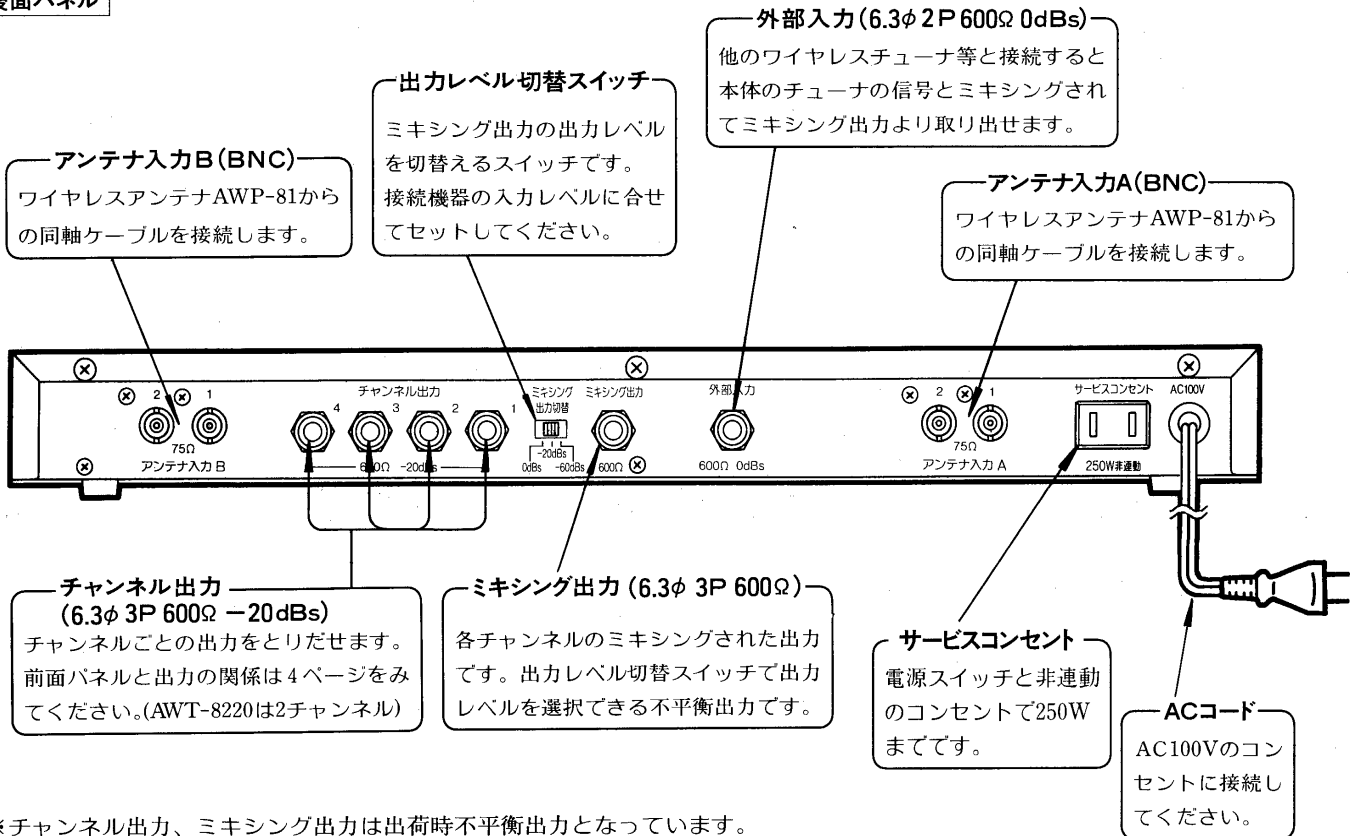 面パネル
外部入力(6.3φ 2P 600Ω 0dBs)
他のワイヤレスチューナ等と接続すると
本体のチューナの信号とミキシングされ
てミキシング出力より取り出せます。
出力レベル切替スイッチ
ミキシング出力の出力レベル
を切替えるスイッチです。
接続機器の入力レベルに合せ
てセットしてください。
アンテナ入力B(BNC)
ワイヤレスアンテナAWP-81から
の同軸ケーブルを接続します。
アンテナ入力A(BNC)
ワイヤレスアンテナAWP-81から
の同軸ケーブルを接続します。
2 1
75Ω
アンテナ入力 B
チャンネル出力
4 3 2 1
600Ω -20dBs
ミキシング
出力切替
0dBs -20dBs -60dBs
ミキシング出力
600Ω
外部入力
600Ω 0dBs
2 1
75Ω
アンテナ入力 A
サービスコンセント
250W非連動
AC100V
チャンネル出力
(6.3φ 3P 600Ω -20dBs)
チャンネルごとの出力をとりだせます。
前面パネルと出力の関係は4ページをみ
てください。(AWT-8220は2チャンネル)
ミキシング出力 (6.3φ 3P 600Ω)
各チャンネルのミキシングされた出力
です。出力レベル切替スイッチで出力
レベルを選択できる不平衡出力です。
サービスコンセント
電源スイッチと非連動
のコンセントで250W
までです。
ACコード
AC100Vのコン
セントに接続し
てください。
※チャンネル出力、ミキシング出力は出荷時不平衡出力となっています。